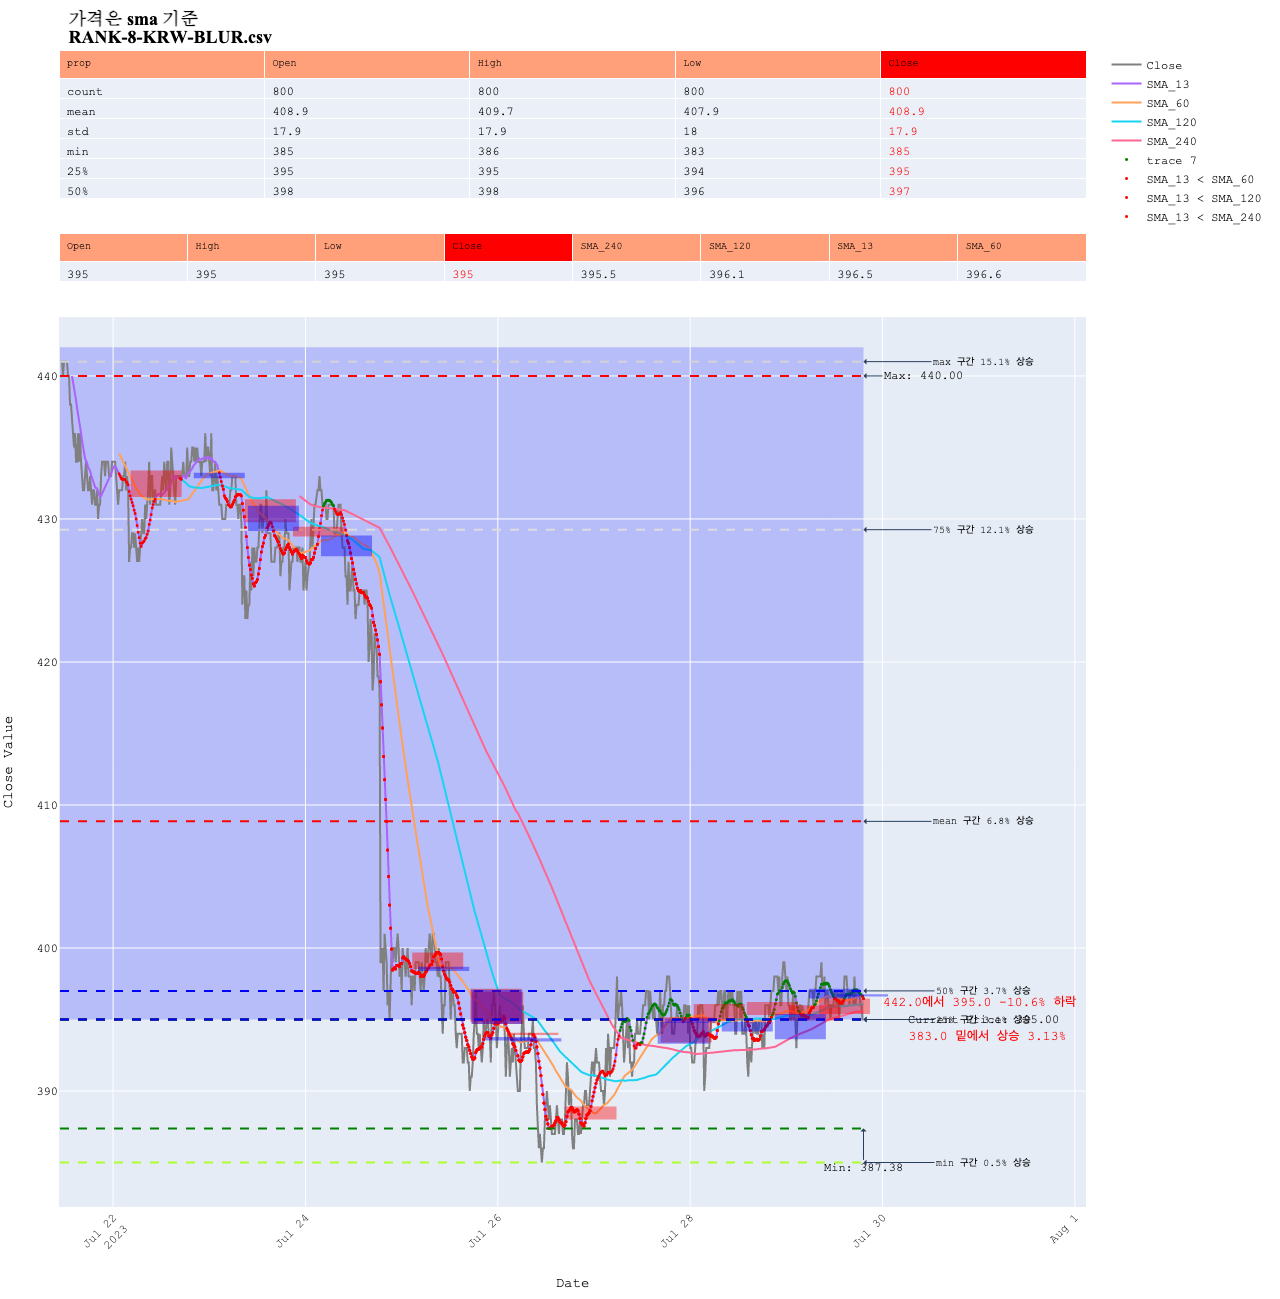 가격은 sma 기준
RANK-8-KRW-BLUR.csv
prop Open High Low Close
count 800 800 800 800
mean 408.9 409.7 407.9 408.9
std 17.9 17.9 18 17.9
min 385 386 383 385
25% 395 395 394 395
50% 398 398 396 397
Close
SMA_13
SMA_60
SMA_120
SMA_240
trace 7
SMA_13 < SMA_60
SMA_13 < SMA_120
SMA_13 < SMA_240
Open High Low Close SMA_240 SMA_120 SMA_13 SMA_60
395 395 395 395 395.5 396.1 396.5 396.6
max 구간 15.1% 상승
440
Max: 440.00
430
75% 구간 12.1% 상승
420
410
mean 구간 6.8% 상승
400
50% 구간 3.7% 상승
442.0에서 395.0 -10.6% 하락
395.00
383.0 밑에서 상승 3.13%
390
min 구간 0.5% 상승
Min: 387.38
Close Value
Jul 22
2023
Jul 24
Jul 26
Jul 28
Jul 30
Aug 1
Date